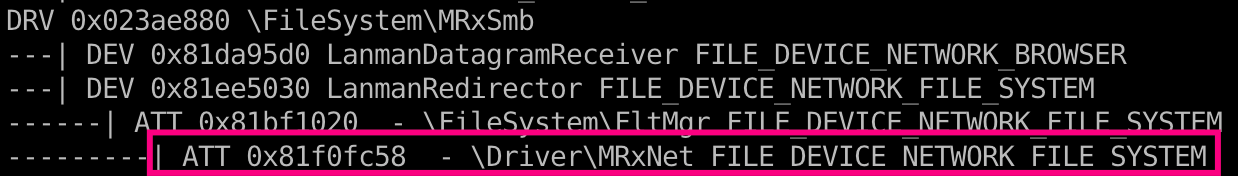 DRV 0x023ae880 \FileSystem\MRxSmb
---| DEV 0x81da95d0 LanmanDatagramReceiver FILE_DEVICE_NETWORK_BROWSER
---| DEV 0x81ee5030 LanmanRedirector FILE_DEVICE_NETWORK_FILE_SYSTEM
------| ATT 0x81bf1020  - \FileSystem\FltMgr FILE_DEVICE_NETWORK_FILE_SYSTEM
---------| ATT 0x81f0fc58  - \Driver\MRxNet FILE_DEVICE_NETWORK_FILE_SYSTEM